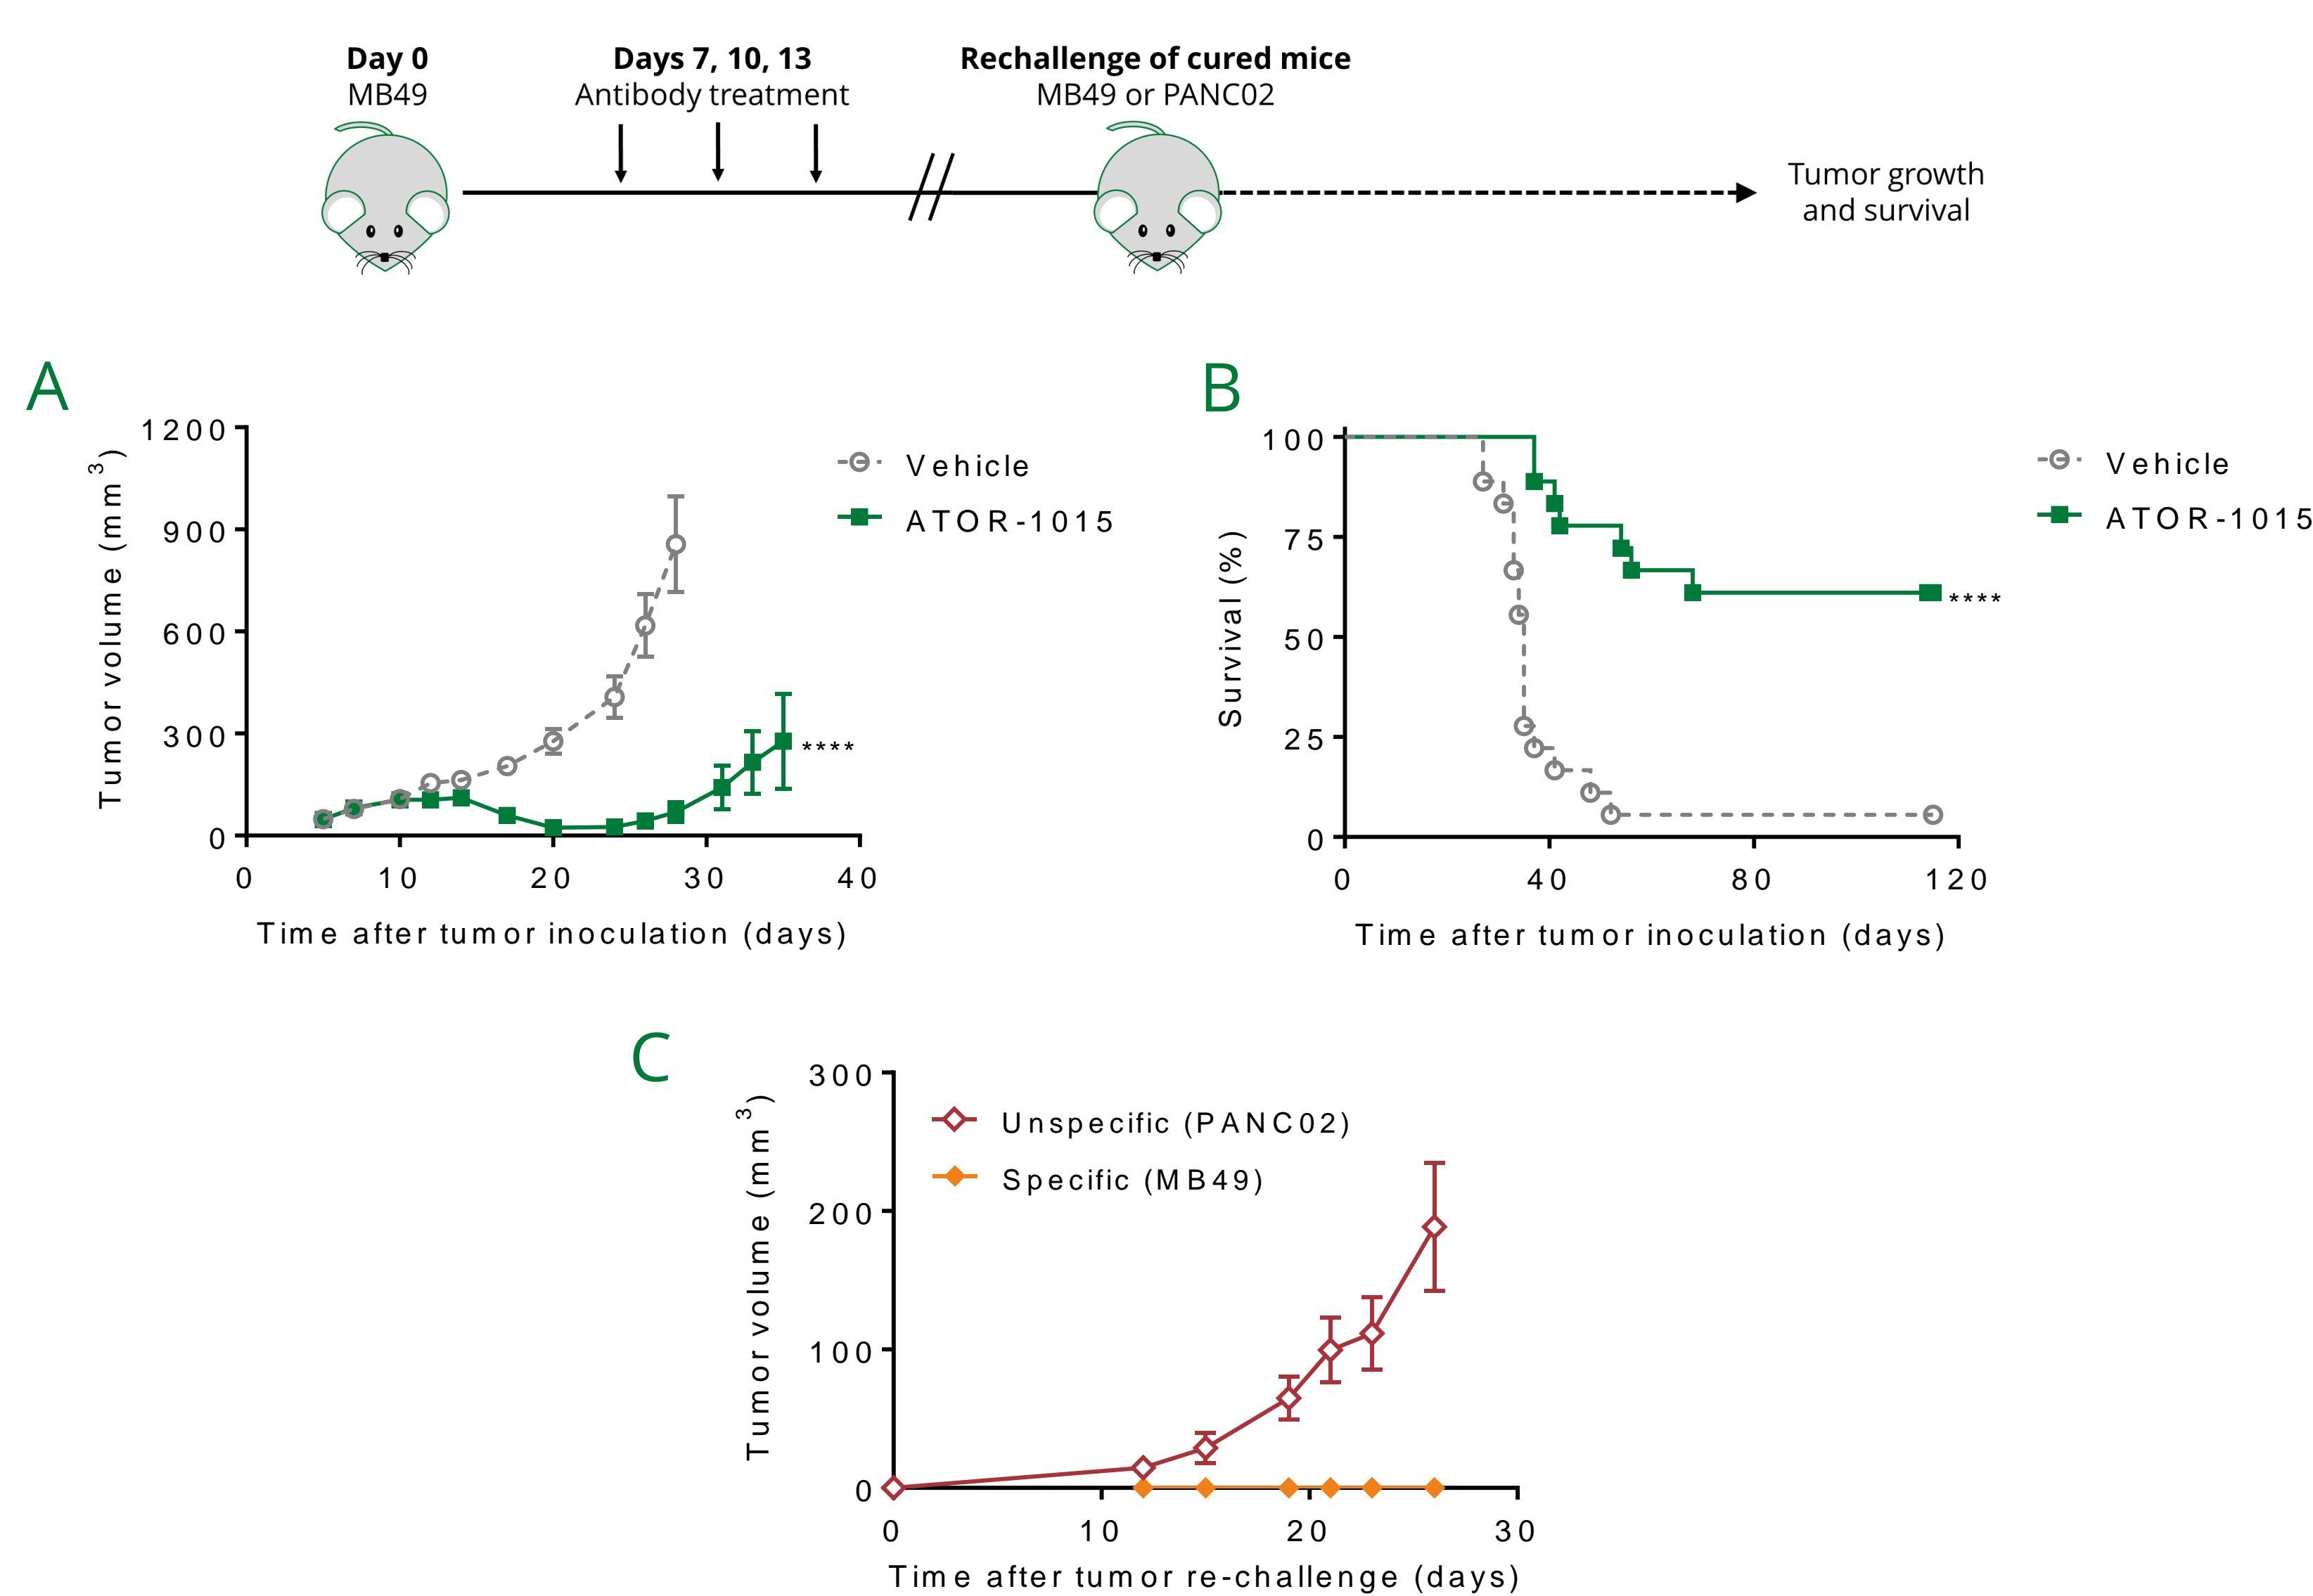 Day 0
MB49
Days 7, 10, 13
Antibody treatment
Rechallenge of cured mice
MB49 or PANC02
Tumor growth
and survival
A
Tumor volume (mm³)
1200
900
600
300
0
0 10 20 30 40
Time after tumor inoculation (days)
Vehicle
ATOR-1015
****
B
Survival (%)
100
75
50
25
0
0 40 80 120
Time after tumor inoculation (days)
Vehicle
ATOR-1015
****
C
Tumor volume (mm³)
300
200
100
0
0 10 20 30
Time after tumor re-challenge (days)
Unspecific (PANC02)
Specific (MB49)